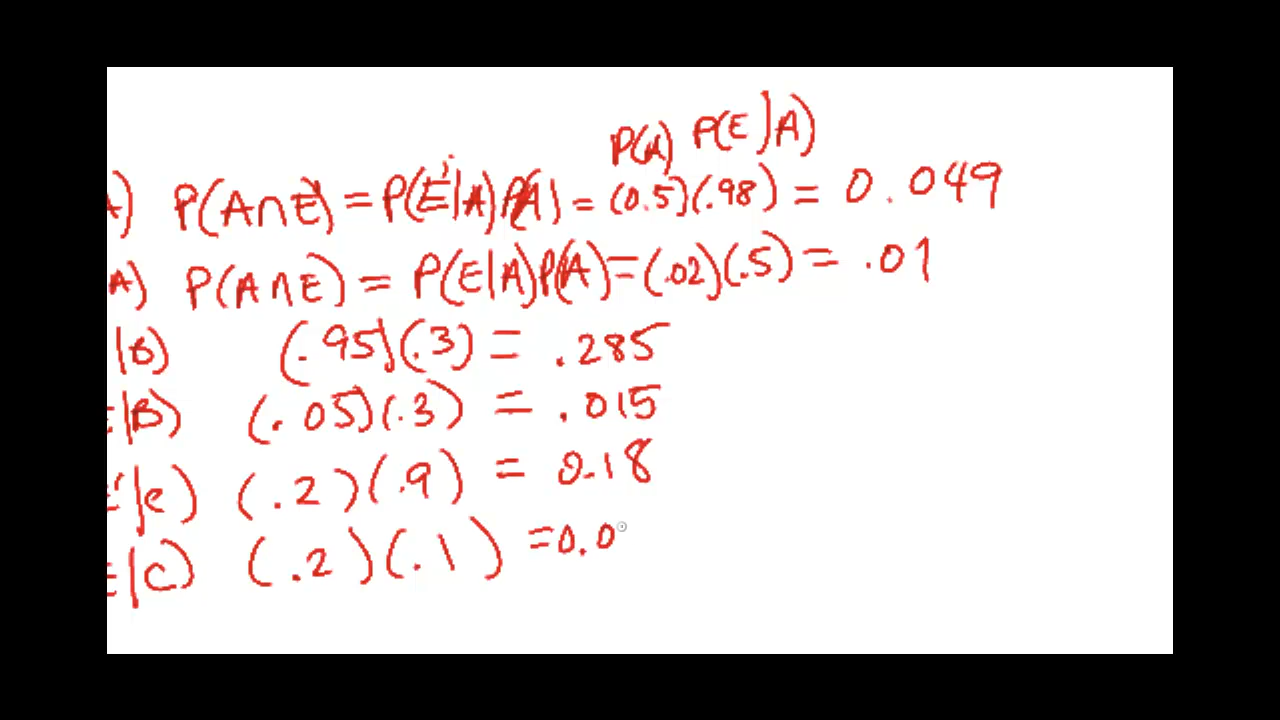 P(A) P(E|A)
A) P(A∩E') = P(E'|A)P(A) = (0.5)(.98) = 0.049
A) P(A∩E) = P(E|A)P(A) = (.02)(.5) = .01
|B) (.95)(.3) = .285
E|B) (.05)(.3) = .015
E'|C) (.2)(.9) = 0.18
E|C) (.2)(.1) = 0.0